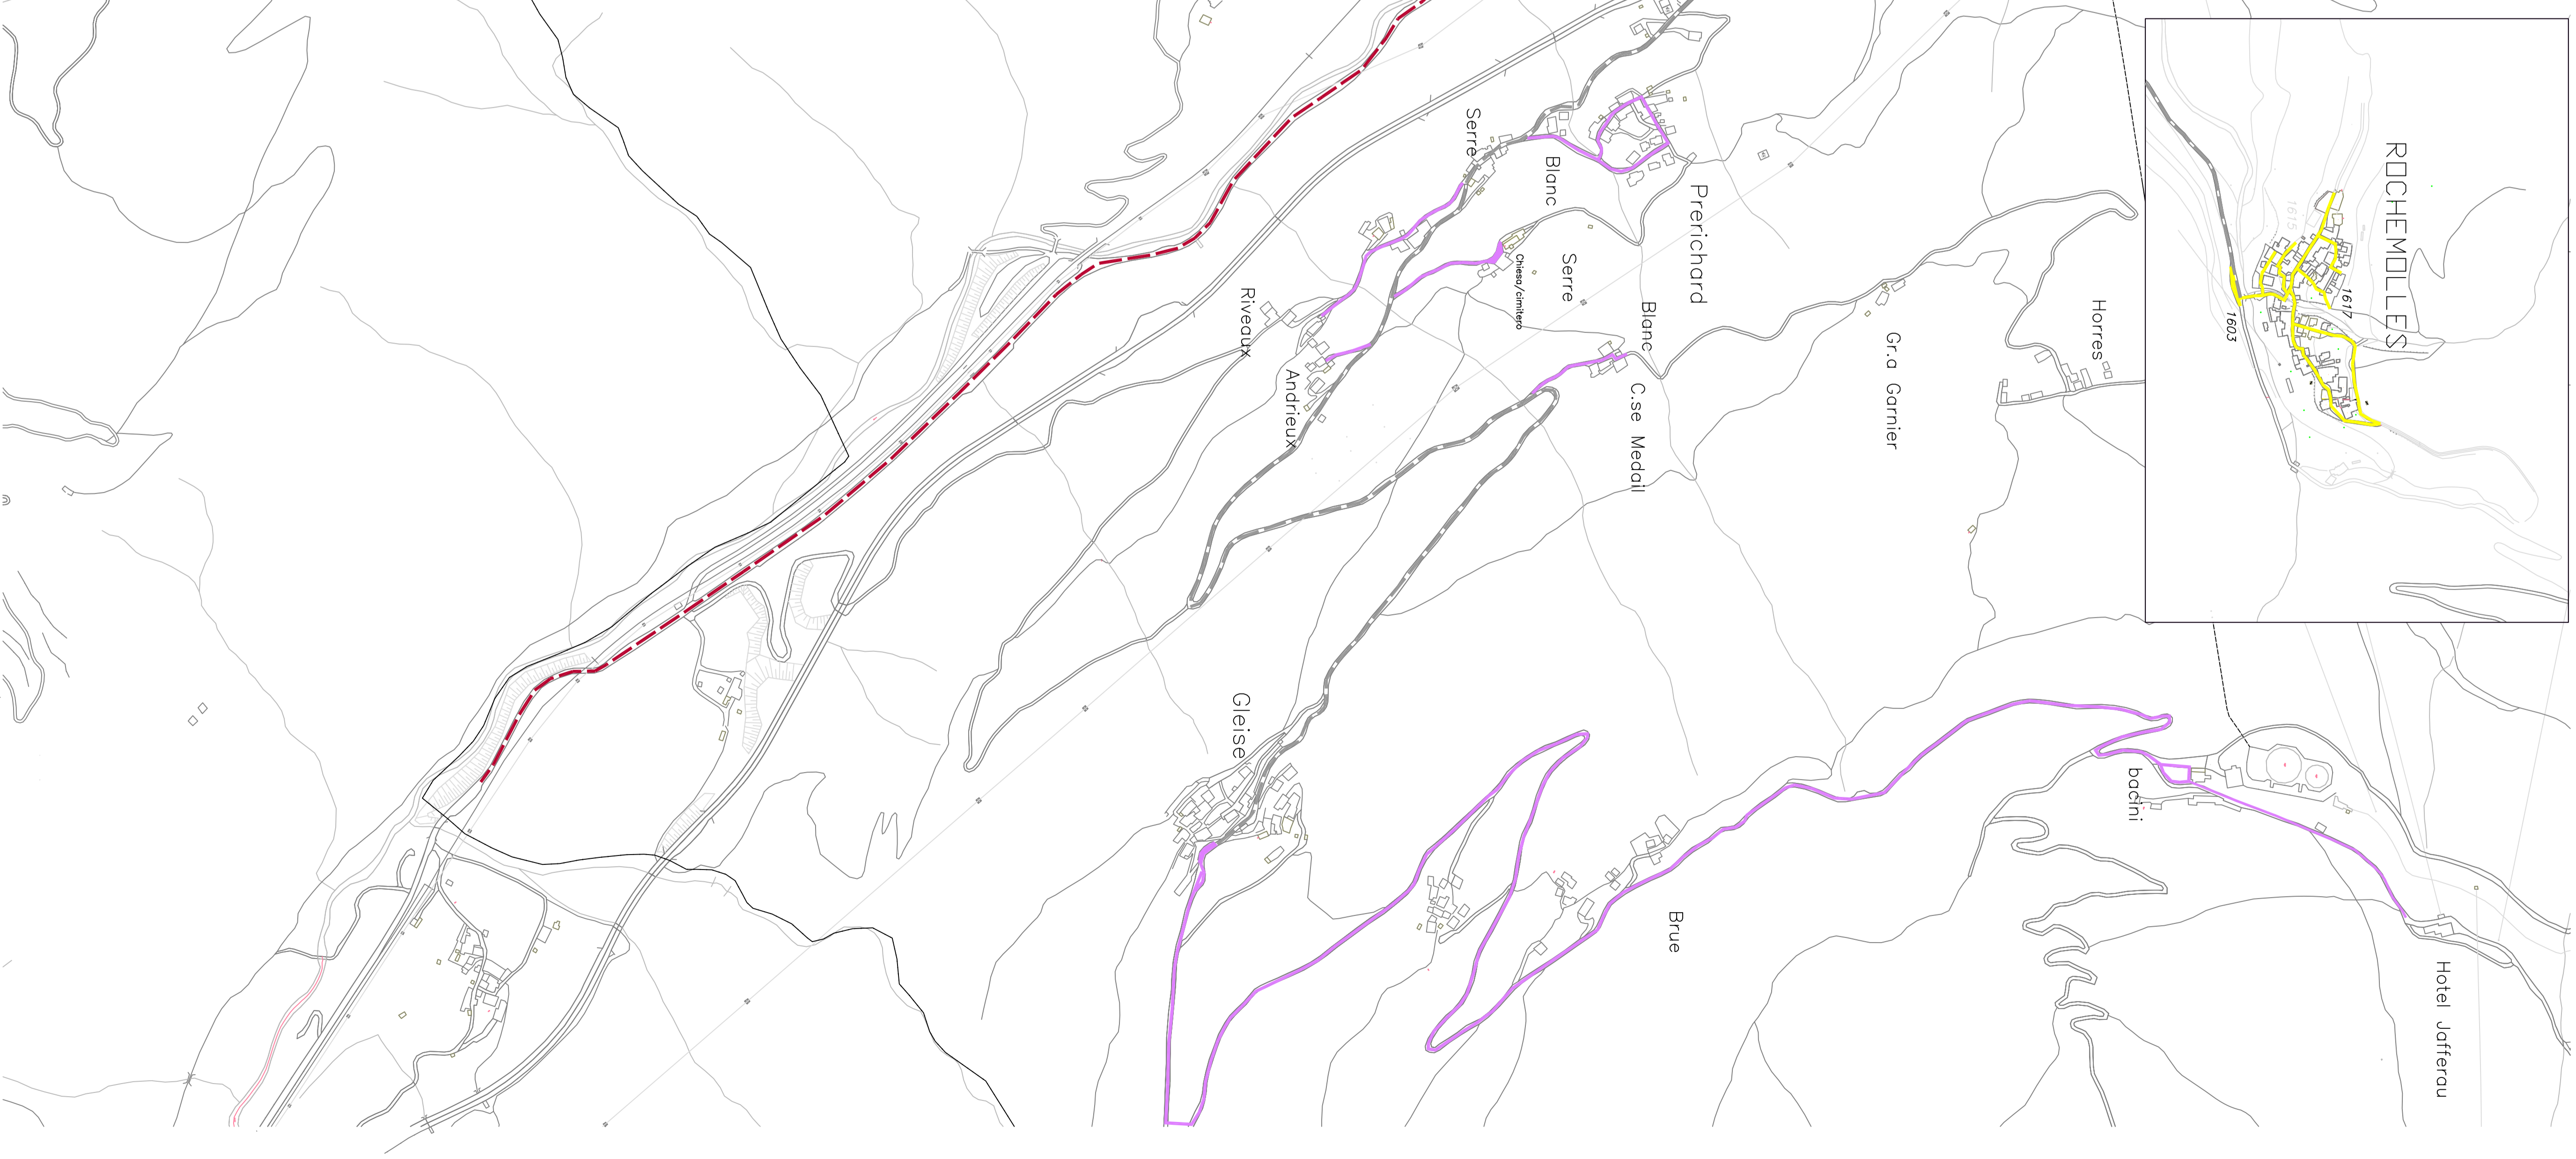 ROCHEMOLLES
1615
1617
1603
Horres
Gr.a Garnier
Prerichard
Blanc
C.se Medail
Serre
Blanc
Chiesa/cimitero
Serre
Andrieux
Riveaux
Gleise
Brue
bacini
Hotel Jafferau